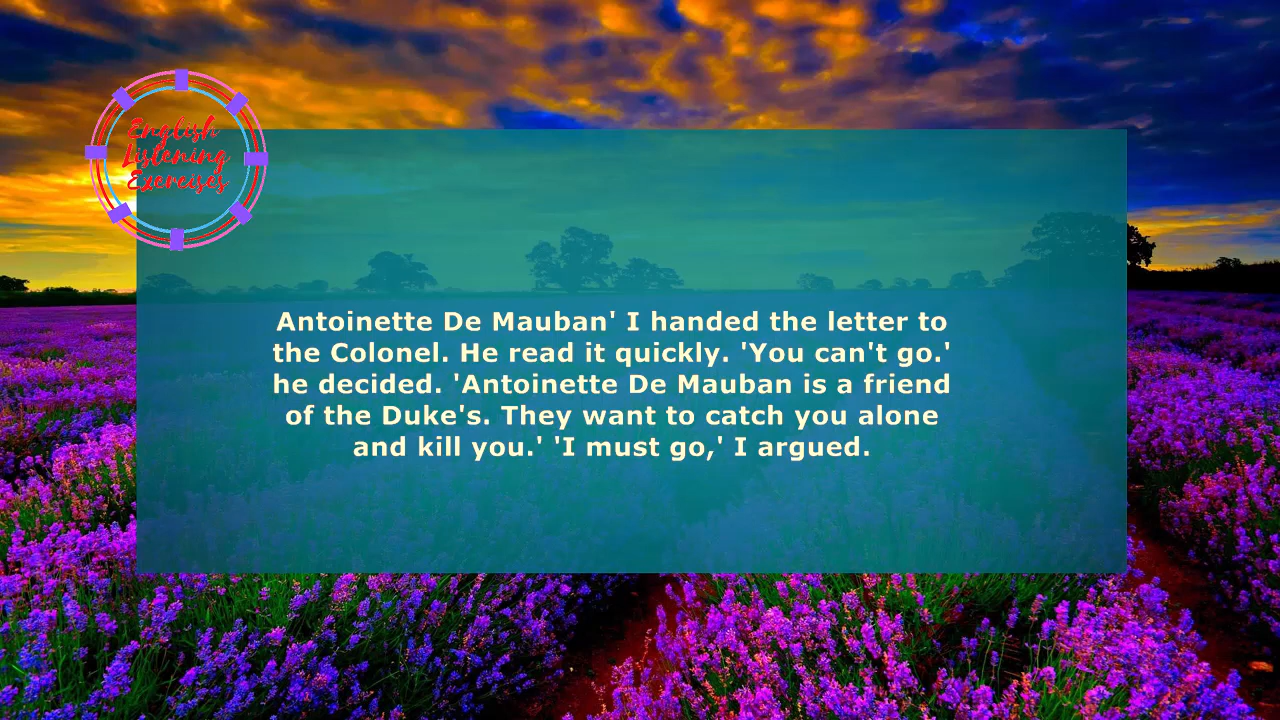 English
Listening
Exercises
Antoinette De Mauban' I handed the letter to
the Colonel. He read it quickly. 'You can't go.'
he decided. 'Antoinette De Mauban is a friend
of the Duke's. They want to catch you alone
and kill you.' 'I must go,' I argued.